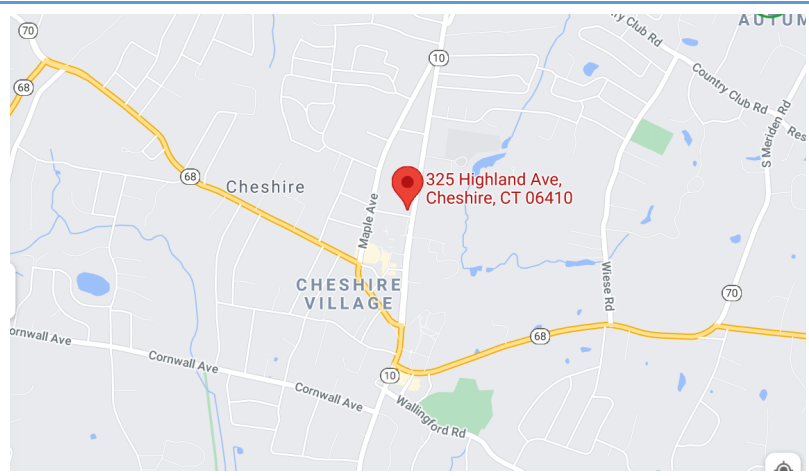 AUTUM
Country Club Rd
Country Club Rd
Res
S Meriden Rd
70
10
68
68
Cheshire
325 Highland Ave,
Cheshire, CT 06410
Maple Ave
CHESHIRE
VILLAGE
Wiese Rd
70
68
ornwall Ave
Cornwall Ave
10
Cornwall Ave
Wallingford Rd